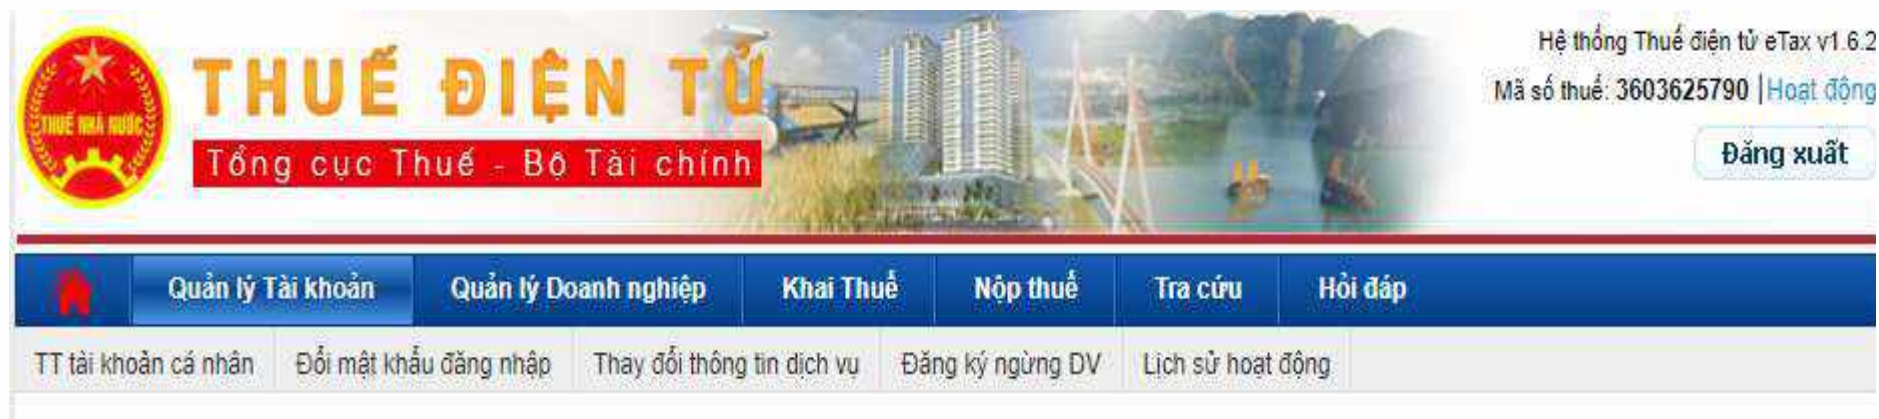 Hệ thống Thuế điện tử eTax v1.6.2
THUẾ ĐIỆN TỬ
Mã số thuế: 3603625790 | Hoạt động
THUẾ NHÀ NƯỚC
Tổng cục Thuế - Bộ Tài chính
Đăng xuất
Quản lý Tài khoản Quản lý Doanh nghiệp Khai Thuế Nộp thuế Tra cứu Hỏi đáp
TT tài khoản cá nhân Đổi mật khẩu đăng nhập Thay đổi thông tin dịch vụ Đăng ký ngừng DV Lịch sử hoạt động